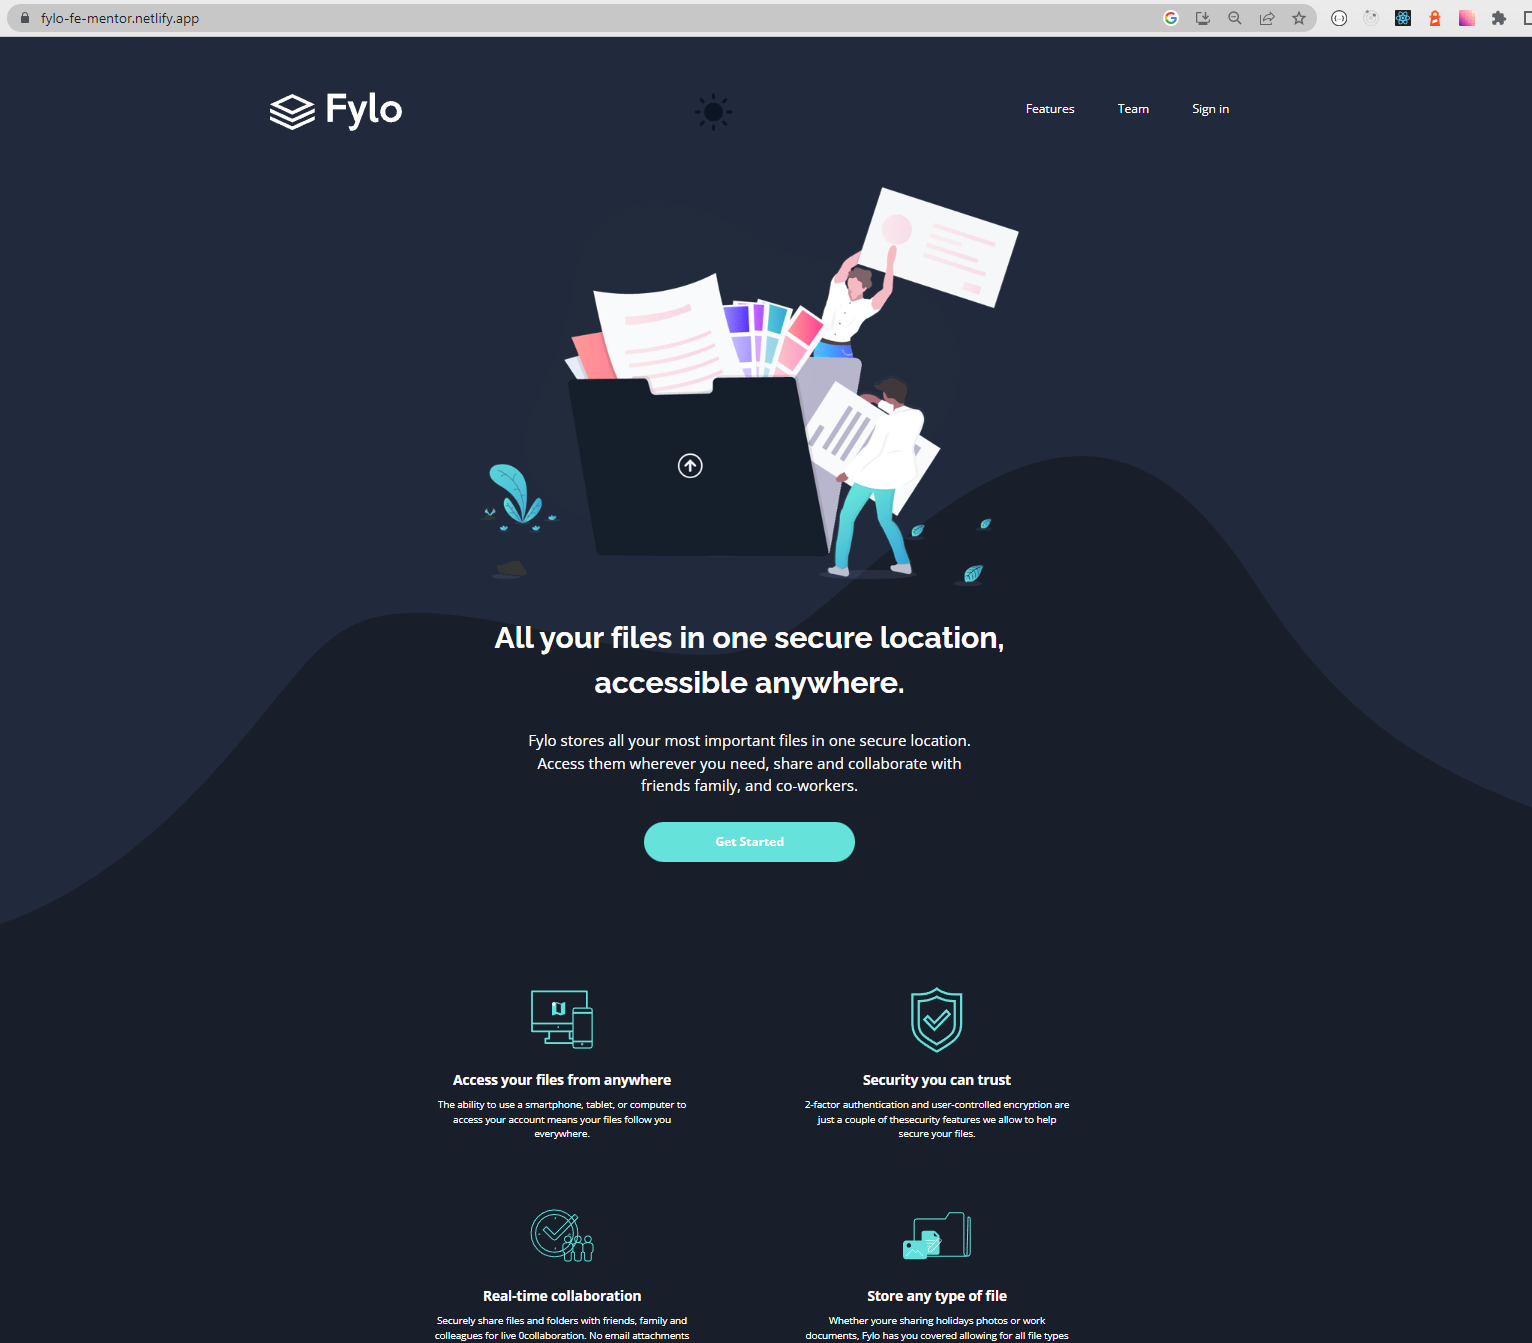 fylo-fe-mentor.netlify.app
Fylo
Features Team Sign in
All your files in one secure location,
accessible anywhere.
Fylo stores all your most important files in one secure location.
Access them wherever you need, share and collaborate with
friends family, and co-workers.
Get Started
Access your files from anywhere
The ability to use a smartphone, tablet, or computer to
access your account means your files follow you
everywhere.
Security you can trust
2-factor authentication and user-controlled encryption are
just a couple of thesecurity features we allow to help
secure your files.
Real-time collaboration
Securely share files and folders with friends, family and
colleagues for live 0collaboration. No email attachments
Store any type of file
Whether youre sharing holidays photos or work
documents, Fylo has you covered allowing for all file types